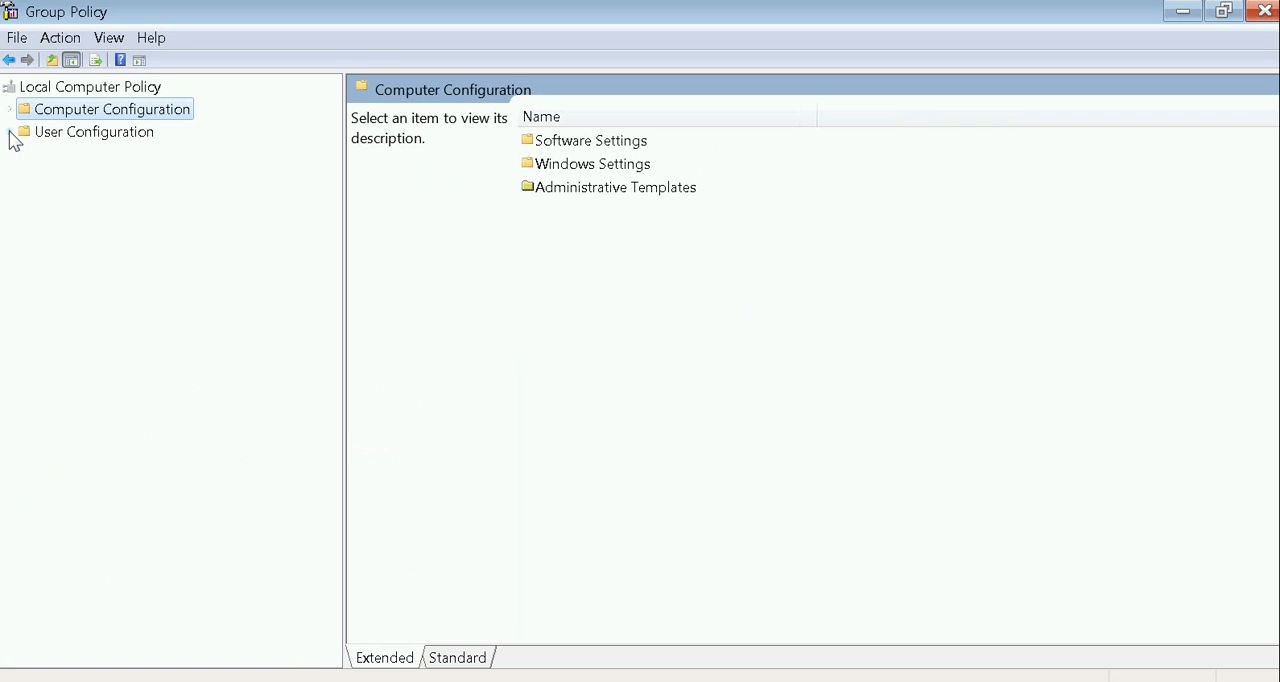 Group Policy
File Action View Help
Local Computer Policy
Computer Configuration
User Configuration
Computer Configuration
Select an item to view its
description.
Name
Software Settings
Windows Settings
Administrative Templates
Extended Standard